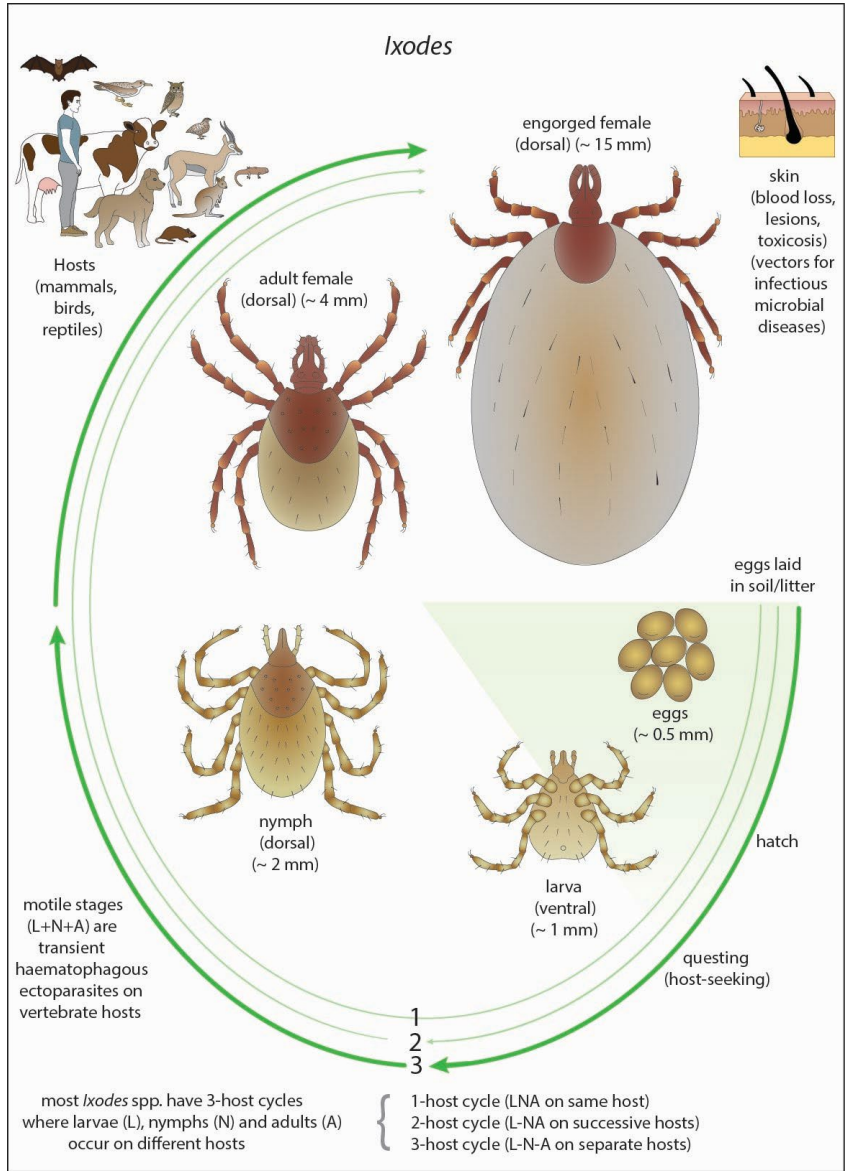 Ixodes
Hosts
(mammals,
birds,
reptiles)
engorged female
(dorsal) (~ 15 mm)
skin
(blood loss,
lesions,
toxicosis)
(vectors for
infectious
microbial
diseases)
adult female
(dorsal) (~ 4 mm)
eggs laid
in soil/litter
eggs
(~ 0.5 mm)
nymph
(dorsal)
(~ 2 mm)
larva
(ventral)
(~ 1 mm)
hatch
questing
(host-seeking)
motile stages
(L+N+A) are
transient
haematophagous
ectoparasites on
vertebrate hosts
1
2
3
most Ixodes spp. have 3-host cycles
where larvae (L), nymphs (N) and adults (A)
occur on different hosts
1-host cycle (LNA on same host)
2-host cycle (L-NA on successive hosts)
3-host cycle (L-N-A on separate hosts)